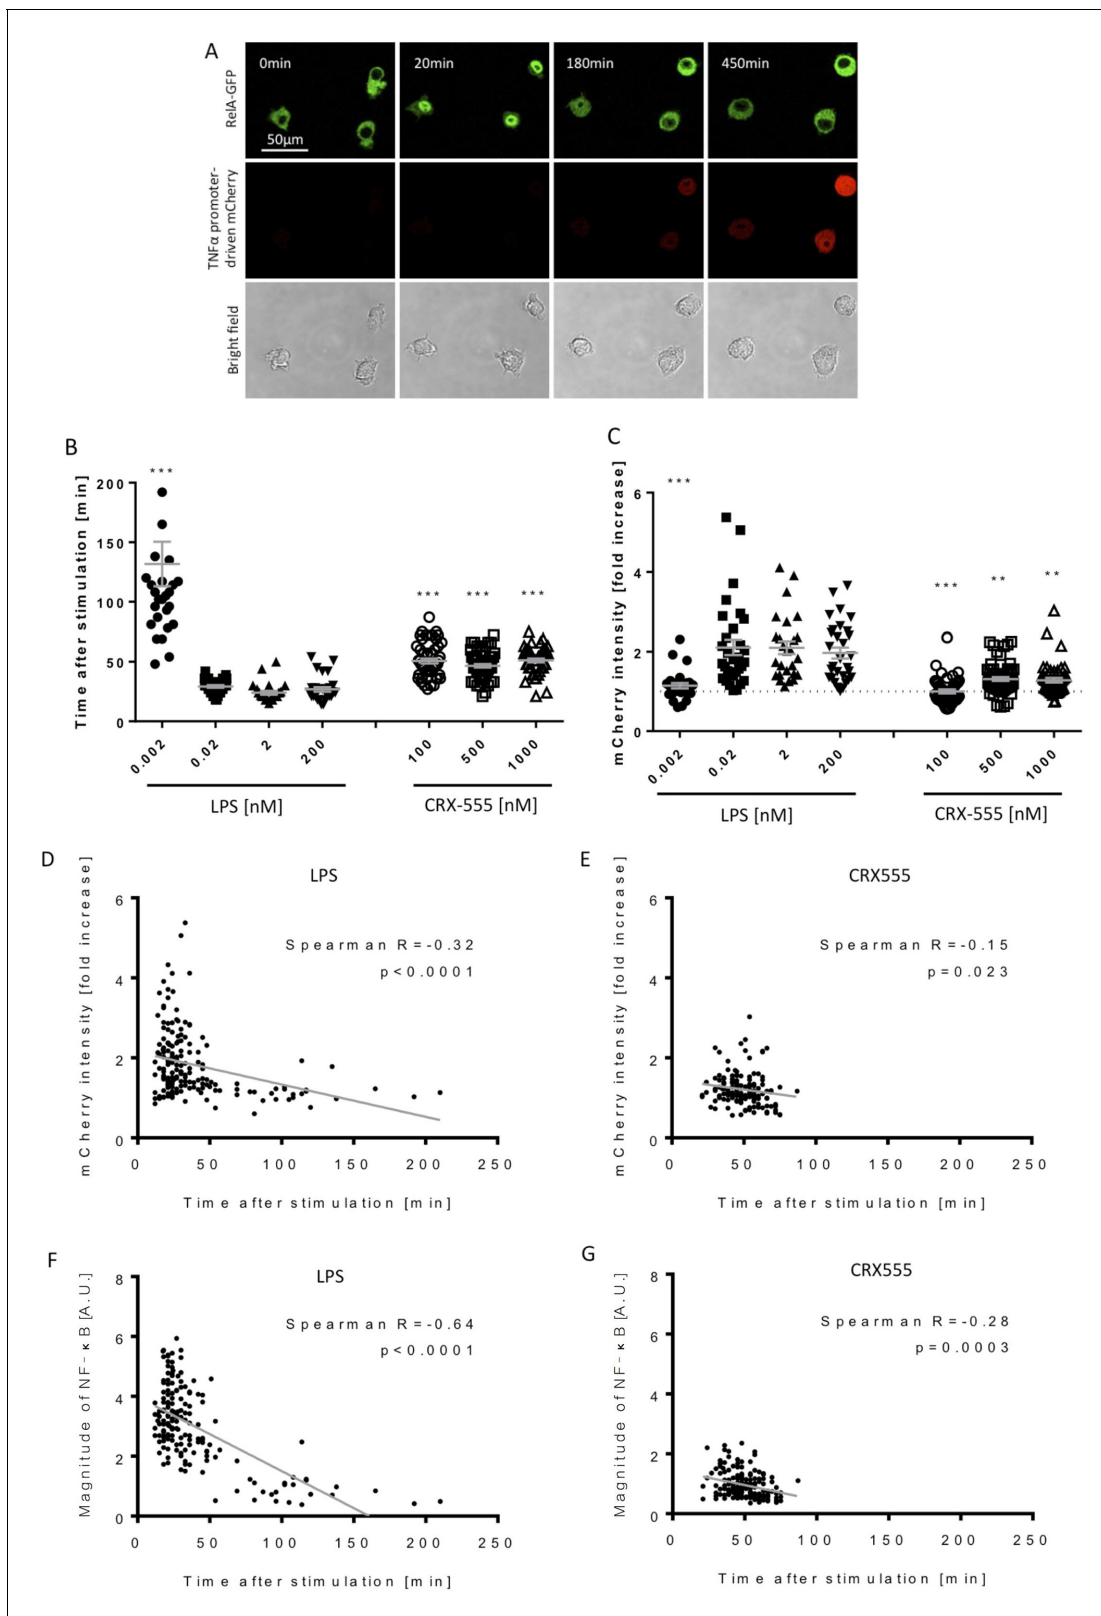 A
0min
20min
180min
450min
RelA-GFP
50µm
TNFα promoter-
driven mCherry
Bright field
B
Time after stimulation [min]
200
150
100
50
0
***
***
***
***
0.002
0.02
2
200
100
500
1000
LPS [nM]
CRX-555 [nM]
C
mCherry intensity [fold increase]
6
4
2
0
***
***
**
**
0.002
0.02
2
200
100
500
1000
LPS [nM]
CRX-555 [nM]
D
LPS
mCherry intensity [fold increase]
6
4
2
0
Spearman R=-0.32
p<0.0001
0
50
100
150
200
250
Time after stimulation [min]
E
CRX555
mCherry intensity [fold increase]
6
4
2
0
Spearman R=-0.15
p=0.023
0
50
100
150
200
250
Time after stimulation [min]
F
LPS
Magnitude of NF-κB [A.U.]
8
6
4
2
0
Spearman R=-0.64
p<0.0001
0
50
100
150
200
250
Time after stimulation [min]
G
CRX555
Magnitude of NF-κB [A.U.]
8
6
4
2
0
Spearman R=-0.28
p=0.0003
0
50
100
150
200
250
Time after stimulation [min]